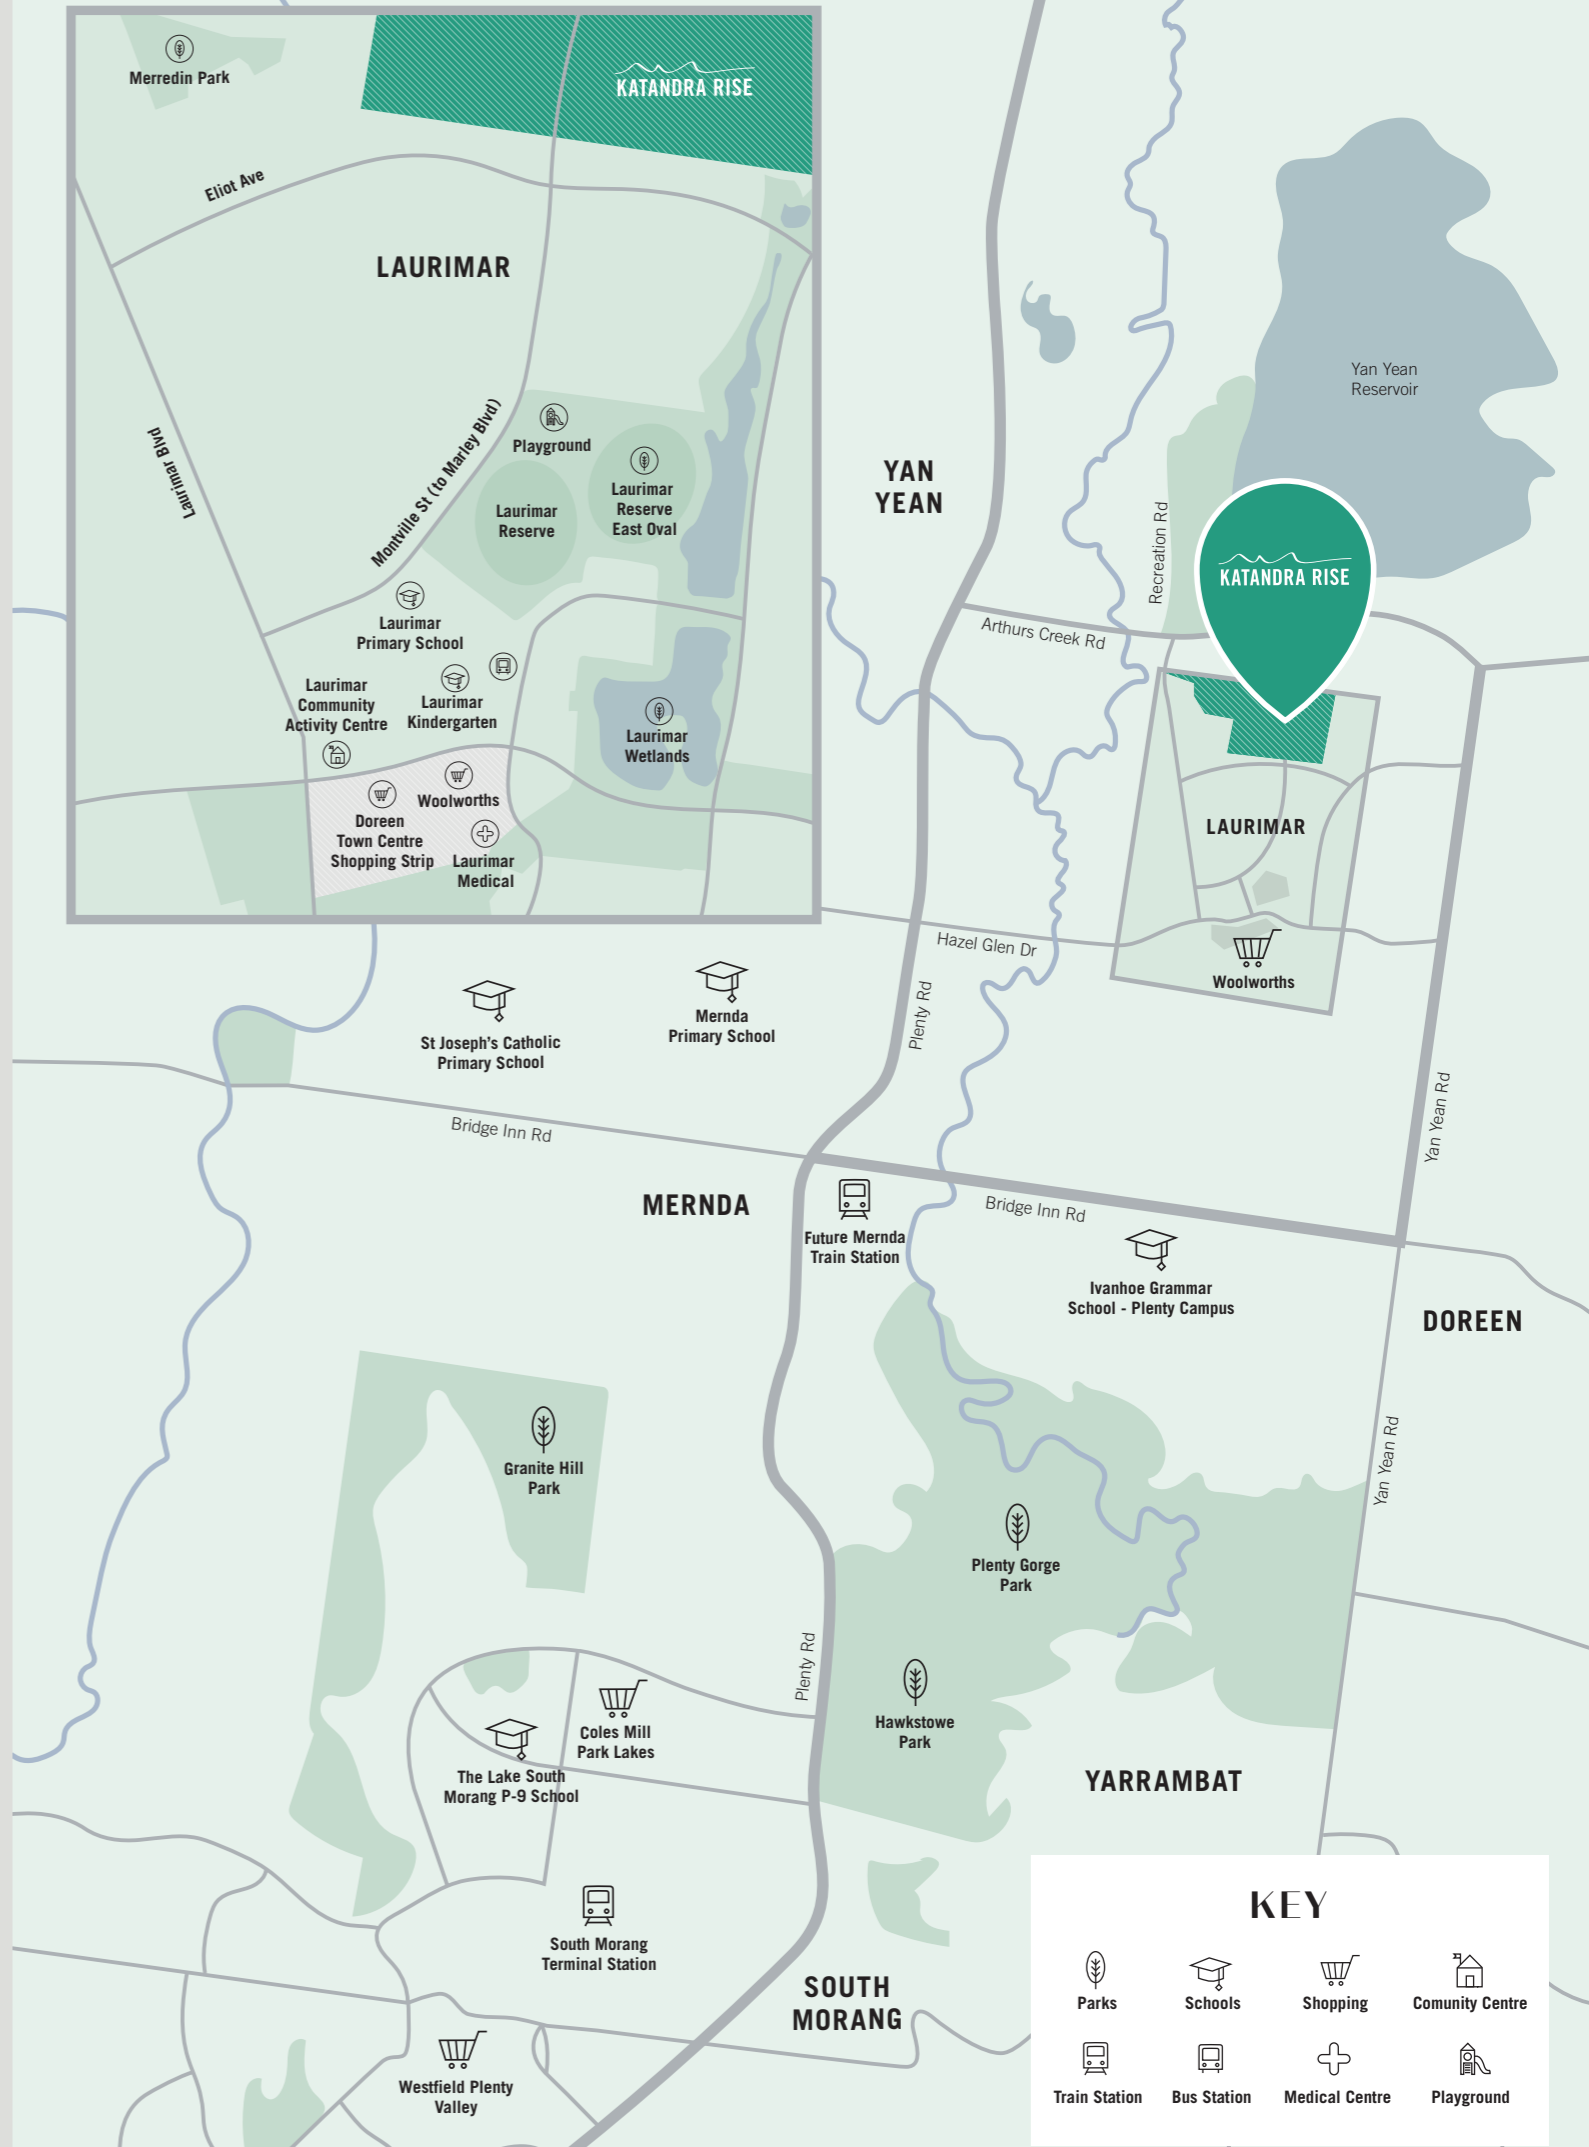 Merredin Park
KATANDRA RISE
Eliot Ave
LAURIMAR
Laurimar Blvd
Montville St (to Marley Blvd)
Playground
Laurimar
Reserve
Laurimar
Reserve
East Oval
Laurimar
Primary School
Laurimar
Community
Activity Centre
Laurimar
Kindergarten
Laurimar
Wetlands
Woolworths
Doreen
Town Centre
Shopping Strip
Laurimar
Medical
YAN
YEAN
Yan Yean
Reservoir
Recreation Rd
KATANDRA RISE
Arthurs Creek Rd
LAURIMAR
Woolworths
Hazel Glen Dr
Plenty Rd
St Joseph's Catholic
Primary School
Mernda
Primary School
Yan Yean Rd
Bridge Inn Rd
MERNDA
Future Mernda
Train Station
Bridge Inn Rd
Ivanhoe Grammar
School - Plenty Campus
DOREEN
Granite Hill
Park
Yan Yean Rd
Plenty Gorge
Park
Plenty Rd
Hawkstowe
Park
Coles Mill
Park Lakes
The Lake South
Morang P-9 School
YARRAMBAT
South Morang
Terminal Station
SOUTH
MORANG
Westfield Plenty
Valley
KEY
Parks
Schools
Shopping
Comunity Centre
Train Station
Bus Station
Medical Centre
Playground